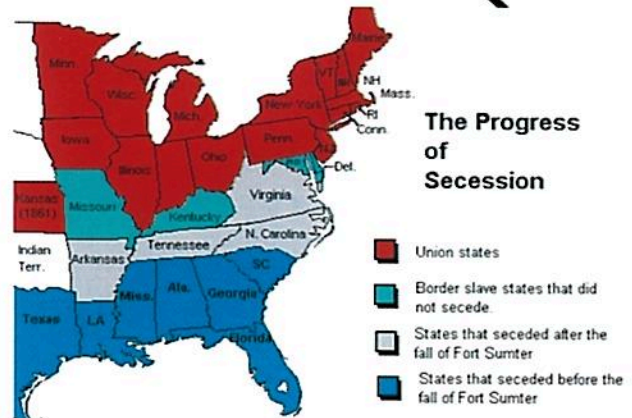 Maine
Minn.
VT
NH
Wisc.
Mass.
New York
Mich.
RI
Conn.
The Progress
of
Secession
Iowa
Penn.
NJ
Illinois
Ohio
Del.
Virginia
Kansas
(1861)
Missouri
Kentucky
N. Carolina
Tennessee
Indian
Terr.
Arkansas
Union states
SC
Border slave states that did
not secede.
Miss.
Ala.
Georgia
Texas
LA
States that seceded after the
fall of Fort Sumter
Florida
States that seceded before the
fall of Fort Sumter